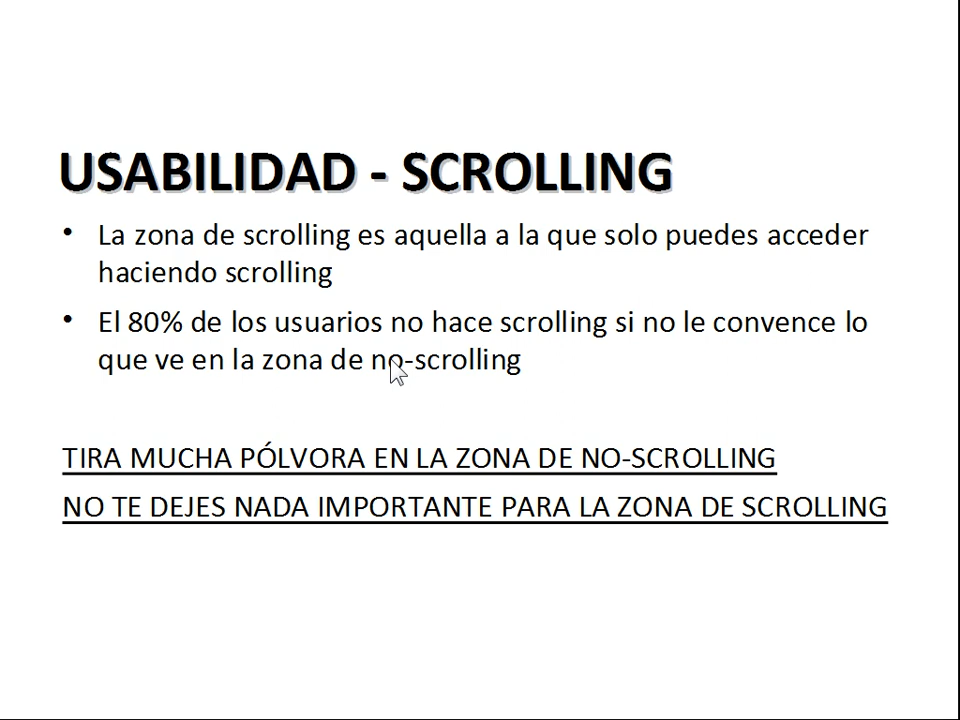 USABILIDAD - SCROLLING
• La zona de scrolling es aquella a la que solo puedes acceder
haciendo scrolling
• El 80% de los usuarios no hace scrolling si no le convence lo
que ve en la zona de no-scrolling
TIRA MUCHA PÓLVORA EN LA ZONA DE NO-SCROLLING
NO TE DEJES NADA IMPORTANTE PARA LA ZONA DE SCROLLING